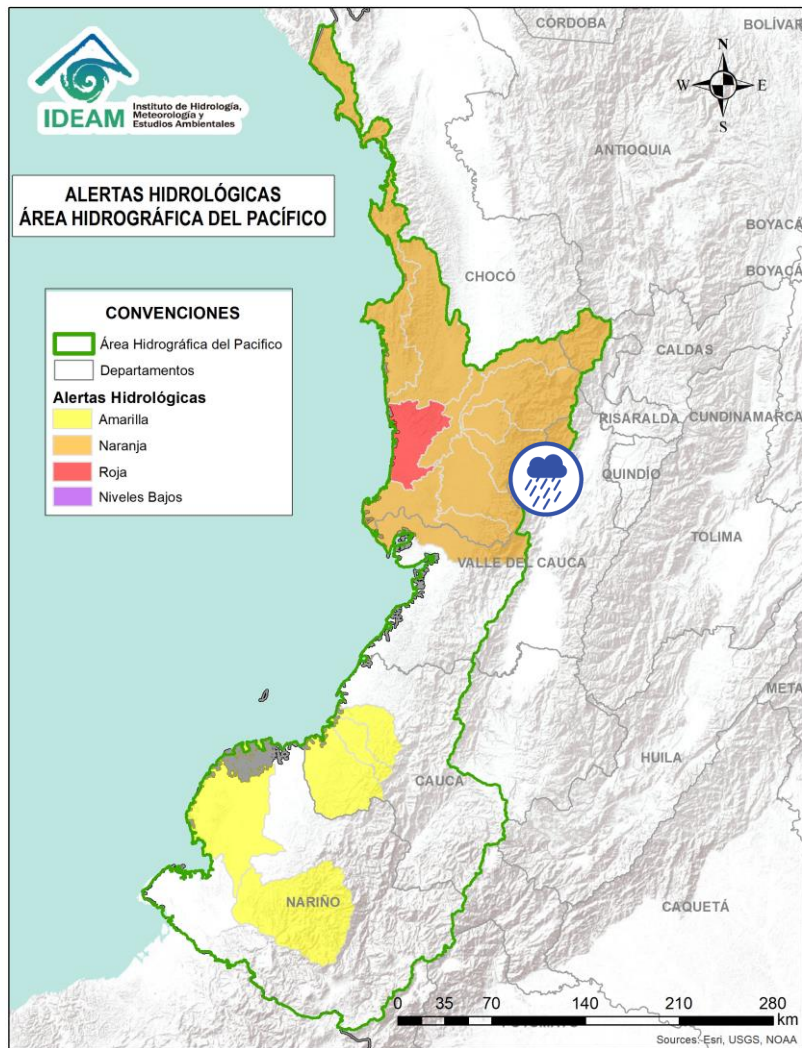 IDEAM
Instituto de Hidrología,
Meteorología y
Estudios Ambientales
ALERTAS HIDROLÓGICAS
ÁREA HIDROGRÁFICA DEL PACÍFICO
CONVENCIONES
Área Hidrográfica del Pacifico
Departamentos
Alertas Hidrológicas
Amarilla
Naranja
Roja
Niveles Bajos
N
W
E
S
CÓRDOBA
BOLÍVAR
ANTIOQUIA
BOYACÁ
BOYACÁ
CHOCÓ
CALDAS
RISARALDA
CUNDINAMARCA
QUINDÍO
TOLIMA
VALLE DEL CAUCA
META
HUILA
CAUCA
NARIÑO
CAQUETÁ
0 35 70 140 210 280
km
Sources: Esri, USGS, NOAA